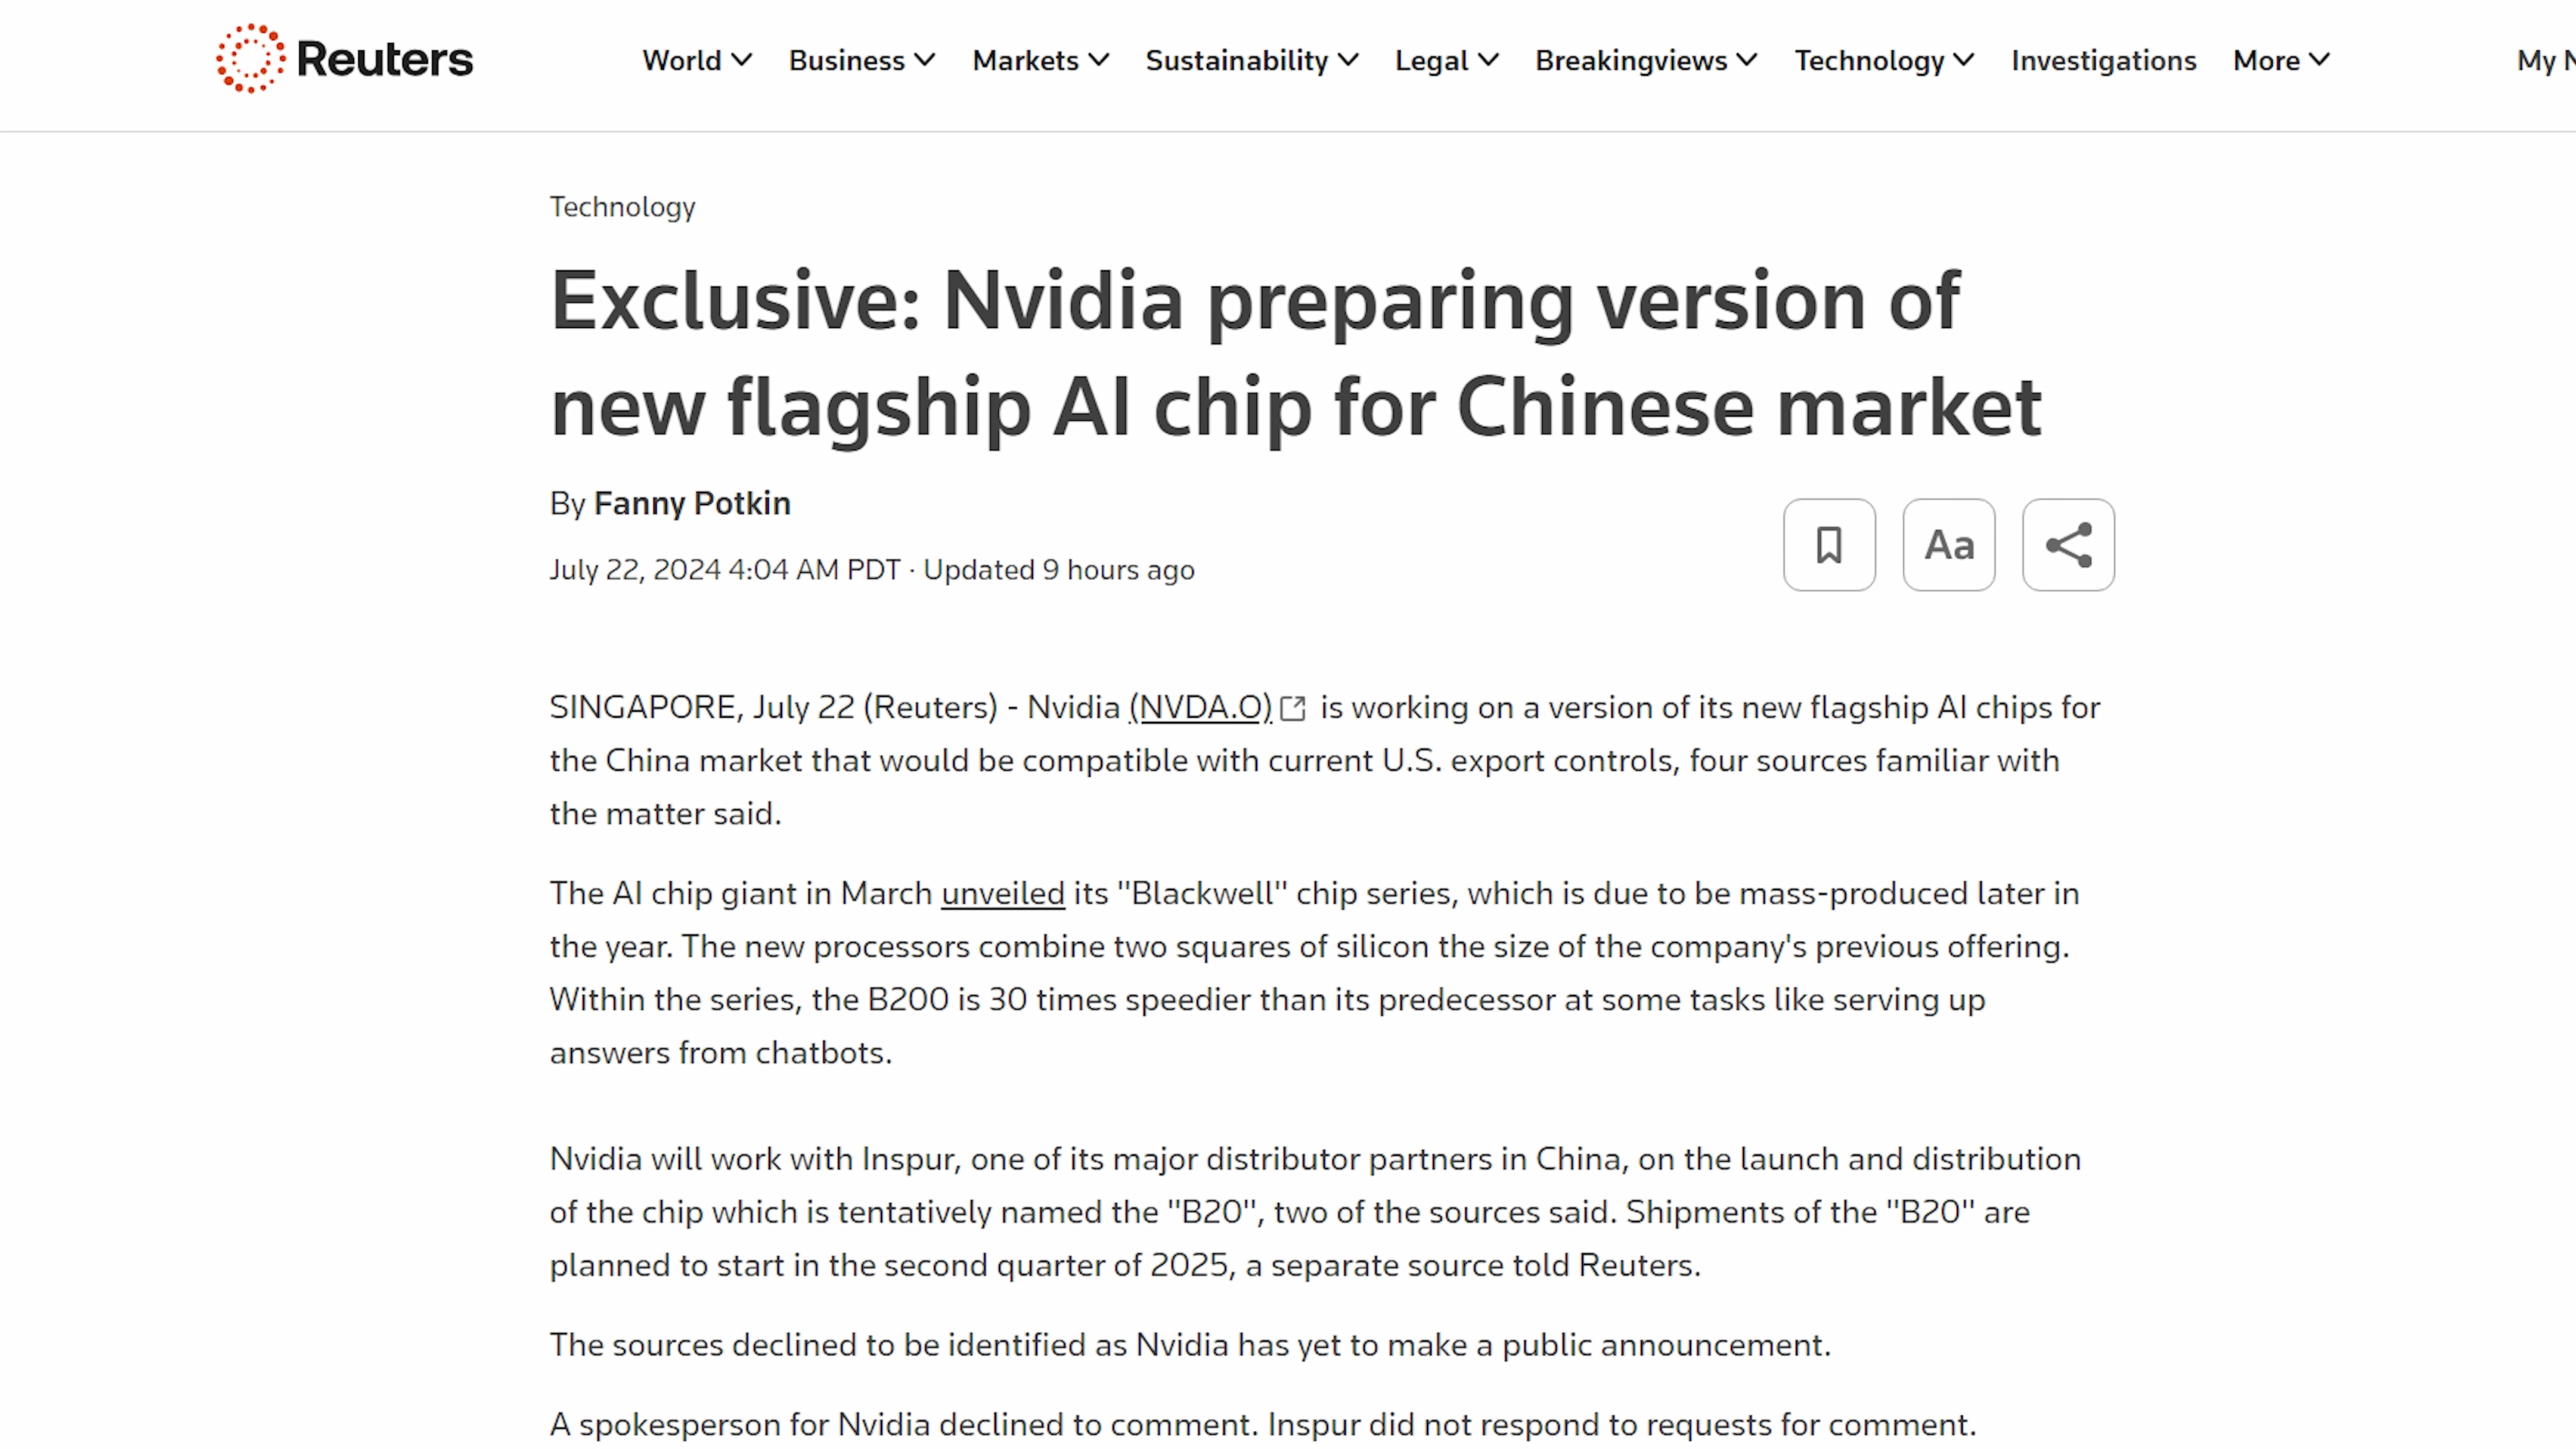 Reuters
World Business Markets Sustainability Legal Breakingviews Technology Investigations More My
Technology
Exclusive: Nvidia preparing version of
new flagship AI chip for Chinese market
By Fanny Potkin
Aa
July 22, 2024 4:04 AM PDT · Updated 9 hours ago
SINGAPORE, July 22 (Reuters) - Nvidia (NVDA.O) is working on a version of its new flagship AI chips for
the China market that would be compatible with current U.S. export controls, four sources familiar with
the matter said.
The AI chip giant in March unveiled its "Blackwell" chip series, which is due to be mass-produced later in
the year. The new processors combine two squares of silicon the size of the company's previous offering.
Within the series, the B200 is 30 times speedier than its predecessor at some tasks like serving up
answers from chatbots.
Nvidia will work with Inspur, one of its major distributor partners in China, on the launch and distribution
of the chip which is tentatively named the "B20", two of the sources said. Shipments of the "B20" are
planned to start in the second quarter of 2025, a separate source told Reuters.
The sources declined to be identified as Nvidia has yet to make a public announcement.
A spokesperson for Nvidia declined to comment. Inspur did not respond to requests for comment.